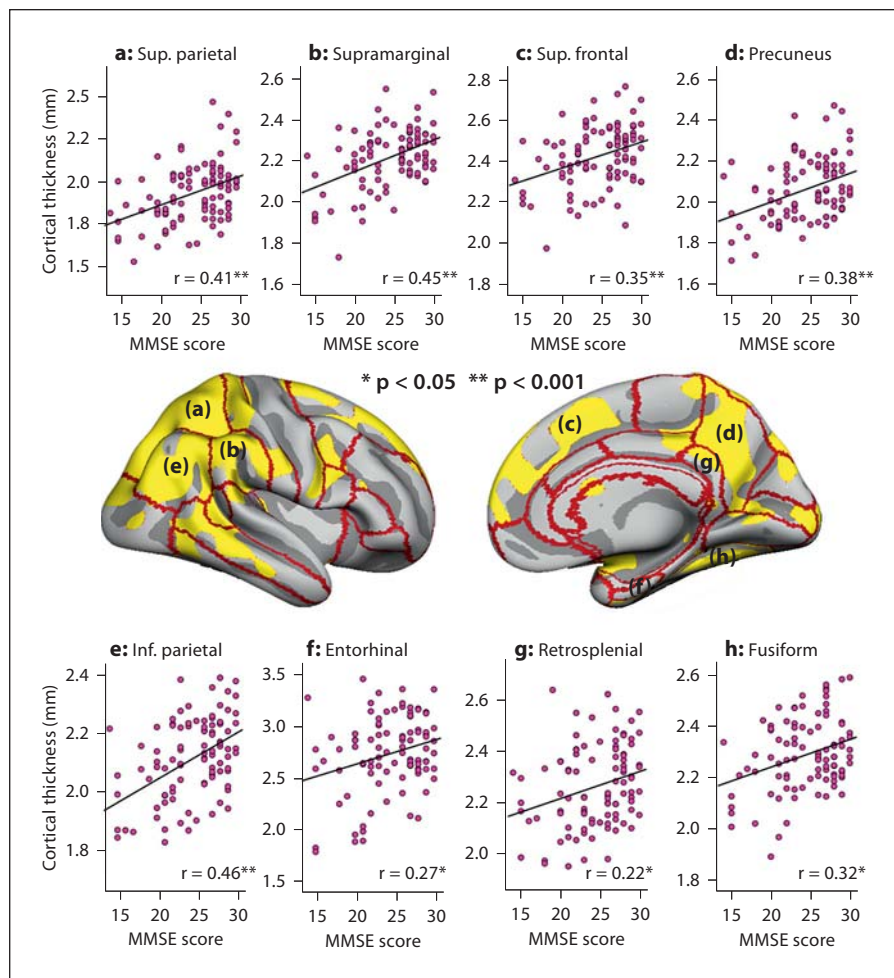 a: Sup. parietal
b: Supramarginal
c: Sup. frontal
d: Precuneus
Cortical thickness (mm)
2.5
2.2
2.0
1.8
1.5
r = 0.41**
15 20 25 30
MMSE score
2.6
2.4
2.2
2.0
1.8
1.6
r = 0.45**
15 20 25 30
MMSE score
2.8
2.6
2.4
2.2
2.0
1.8
r = 0.35**
15 20 25 30
MMSE score
2.6
2.4
2.2
2.0
1.8
1.6
r = 0.38**
15 20 25 30
MMSE score
* p < 0.05 ** p < 0.001
(a)
(b)
(e)
(c)
(d)
(g)
(h)
(f)
e: Inf. parietal
f: Entorhinal
g: Retrosplenial
h: Fusiform
Cortical thickness (mm)
2.4
2.2
2.0
1.8
r = 0.46**
15 20 25 30
MMSE score
3.5
3.0
2.5
2.0
1.5
r = 0.27*
15 20 25 30
MMSE score
2.6
2.4
2.2
2.0
r = 0.22*
15 20 25 30
MMSE score
2.6
2.4
2.2
2.0
1.8
r = 0.32*
15 20 25 30
MMSE score